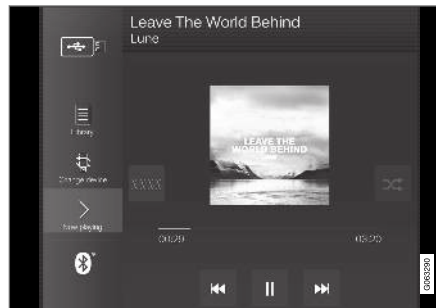 Leave The World Behind
Lune
Library
Change device
Now playing
LEAVE THE
WORLD BEHIND
00:29
03:20
G063290